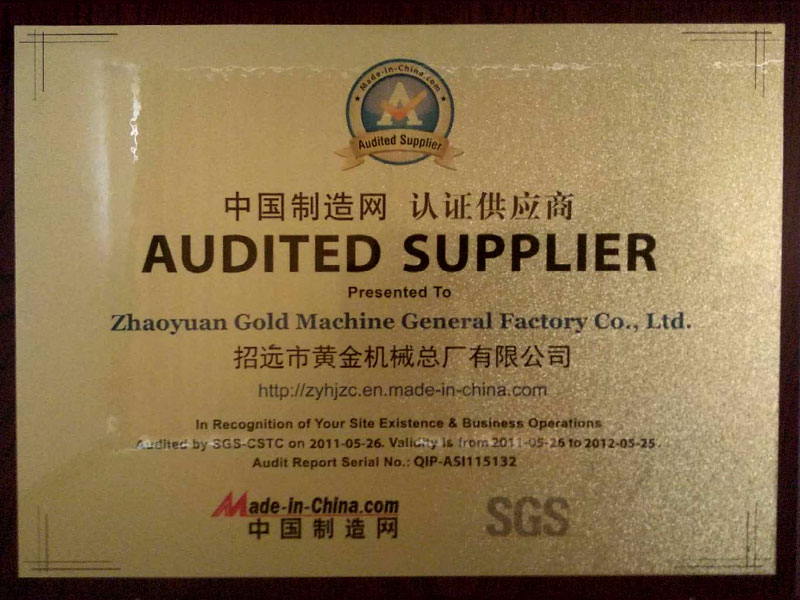 Made-in-China.com
A
Audited Supplier
中国制造网 认证供应商
AUDITED SUPPLIER
Presented To
Zhaoyuan Gold Machine General Factory Co., Ltd.
招远市黄金机械总厂有限公司
http://zyhjzc.en.made-in-china.com
In Recognition of Your Site Existence & Business Operations
Audited by SGS-CSTC on 2011-05-26. Validity is from 2011-05-26 to 2012-05-25.
Audit Report Serial No.: QIP-ASI115132
Made-in-China.com
中国制造网
SGS